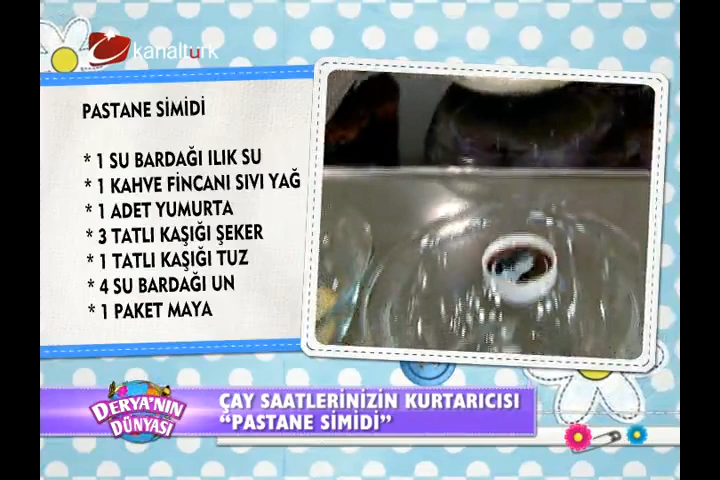 kanaltürk
PASTANE SİMİDİ
* 1 SU BARDAĞI ILIK SU
* 1 KAHVE FİNCANI SIVI YAĞ
* 1 ADET YUMURTA
* 3 TATLI KAŞIĞI ŞEKER
* 1 TATLI KAŞIĞI TUZ
* 4 SU BARDAĞI UN
* 1 PAKET MAYA
DERYA'NIN
DÜNYASI
ÇAY SAATLERİNİZİN KURTARICISI
“PASTANE SİMİDİ”